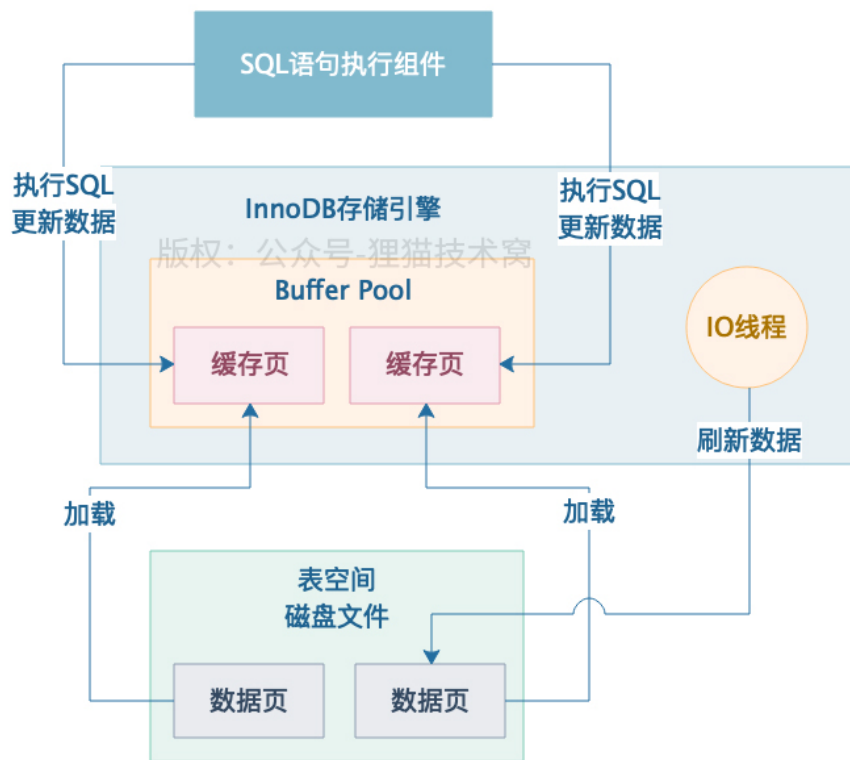 SQL语句执行组件
执行SQL
更新数据
执行SQL
更新数据
InnoDB存储引擎
版权：公众号-狸猫技术窝
Buffer Pool
IO线程
缓存页
缓存页
刷新数据
加载
加载
表空间
磁盘文件
数据页
数据页